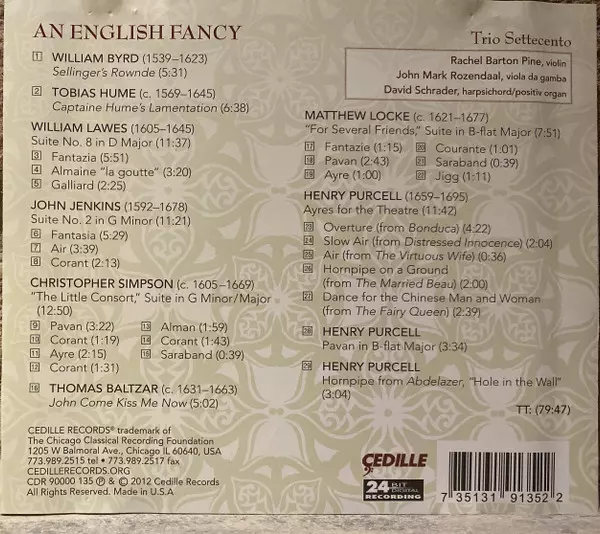 AN ENGLISH FANCY
Trio Settecento
Rachel Barton Pine, violin
John Mark Rozendaal, viola da gamba
David Schrader, harpsichord/positiv organ
1 WILLIAM BYRD (1539–1623)
Sellinger's Rownde (5:31)
2 TOBIAS HUME (c. 1569–1645)
Captaine Hume's Lamentation (6:38)
WILLIAM LAWES (1605–1645)
Suite No. 8 in D Major (11:37)
3 Fantazia (5:51)
4 Almaine "la goutte" (3:20)
5 Galliard (2:25)
JOHN JENKINS (1592–1678)
Suite No. 2 in G Minor (11:21)
6 Fantasia (5:29)
7 Air (3:39)
8 Corant (2:13)
CHRISTOPHER SIMPSON (c. 1605–1669)
"The Little Consort," Suite in G Minor/Major
(12:50)
9 Pavan (3:22) 13 Alman (1:59)
10 Corant (1:19) 14 Corant (1:43)
11 Ayre (2:15) 15 Saraband (0:39)
12 Corant (1:31)
16 THOMAS BALTZAR (c. 1631–1663)
John Come Kiss Me Now (5:02)
MATTHEW LOCKE (c. 1621–1677)
"For Several Friends," Suite in B-flat Major (7:51)
17 Fantazie (1:15) 20 Courante (1:01)
18 Pavan (2:43) 21 Saraband (0:39)
19 Ayre (1:00) 22 Jigg (1:11)
HENRY PURCELL (1659–1695)
Ayres for the Theatre (11:42)
23 Overture (from Bonduca) (4:22)
24 Slow Air (from Distressed Innocence) (2:04)
25 Air (from The Virtuous Wife) (0:36)
26 Hornpipe on a Ground
(from The Married Beau) (2:00)
27 Dance for the Chinese Man and Woman
(from The Fairy Queen) (2:39)
28 HENRY PURCELL
Pavan in B-flat Major (3:34)
29 HENRY PURCELL
Hornpipe from Abdelazer, "Hole in the Wall"
(3:04)
TT: (79:47)
CEDILLE RECORDS® trademark of
The Chicago Classical Recording Foundation
1205 W Balmoral Ave., Chicago IL 60640, USA
773.989.2515 tel • 773.989.2517 fax
CEDILLERECORDS.ORG
CDR 90000 135 Ⓟ & © 2012 Cedille Records
All Rights Reserved. Made in U.S.A
ÇEDILLE
24 BIT DIGITAL
RECORDING
7 35131 91352 2